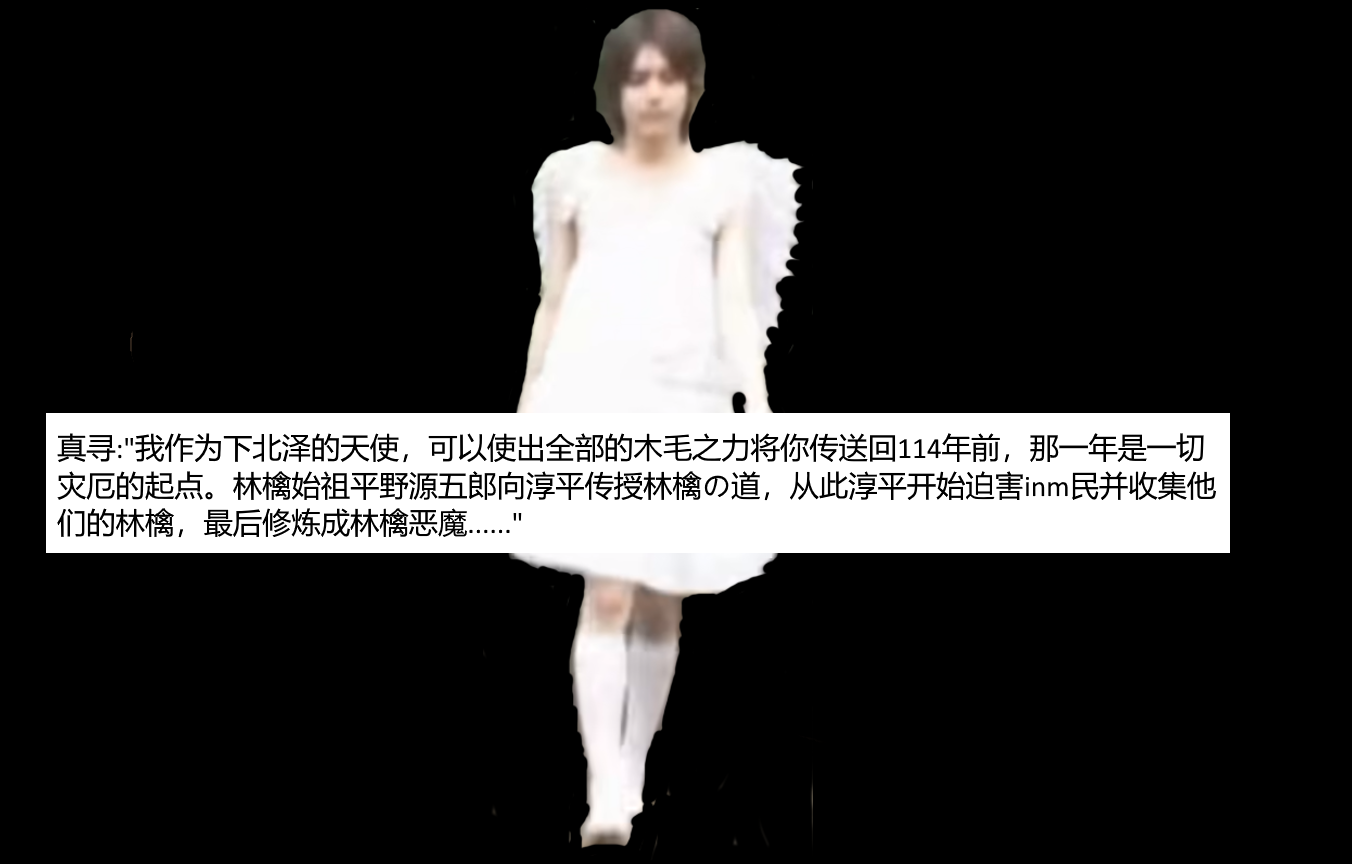 真寻:"我作为下北泽的天使，可以使出全部的木毛之力将你传送回114年前，那一年是一切
灾厄的起点。林檎始祖平野源五郎向淳平传授林檎の道，从此淳平开始迫害inm民并收集他
们的林檎，最后修炼成林檎恶魔......"